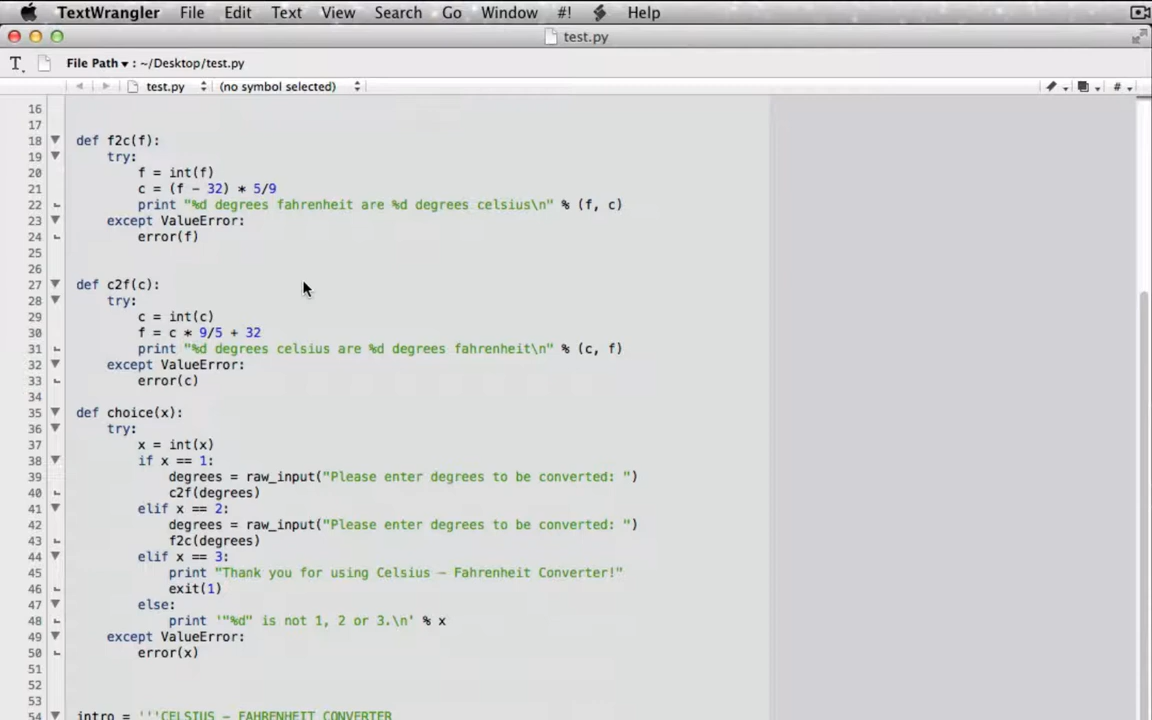 TextWrangler File Edit Text View Search Go Window #! Help
test.py
File Path ▾ : ~/Desktop/test.py
test.py (no symbol selected) #
16
17
18 def f2c(f):
19     try:
20         f = int(f)
21         c = (f - 32) * 5/9
22         print "%d degrees fahrenheit are %d degrees celsius\n" % (f, c)
23     except ValueError:
24         error(f)
25
26
27 def c2f(c):
28     try:
29         c = int(c)
30         f = c * 9/5 + 32
31         print "%d degrees celsius are %d degrees fahrenheit\n" % (c, f)
32     except ValueError:
33         error(c)
34
35 def choice(x):
36     try:
37         x = int(x)
38         if x == 1:
39             degrees = raw_input("Please enter degrees to be converted: ")
40             c2f(degrees)
41         elif x == 2:
42             degrees = raw_input("Please enter degrees to be converted: ")
43             f2c(degrees)
44         elif x == 3:
45             print "Thank you for using Celsius – Fahrenheit Converter!"
46             exit(1)
47         else:
48             print '"%d" is not 1, 2 or 3.\n' % x
49     except ValueError:
50         error(x)
51
52
53
54 intro = '''CELSIUS – FAHRENHEIT CONVERTER